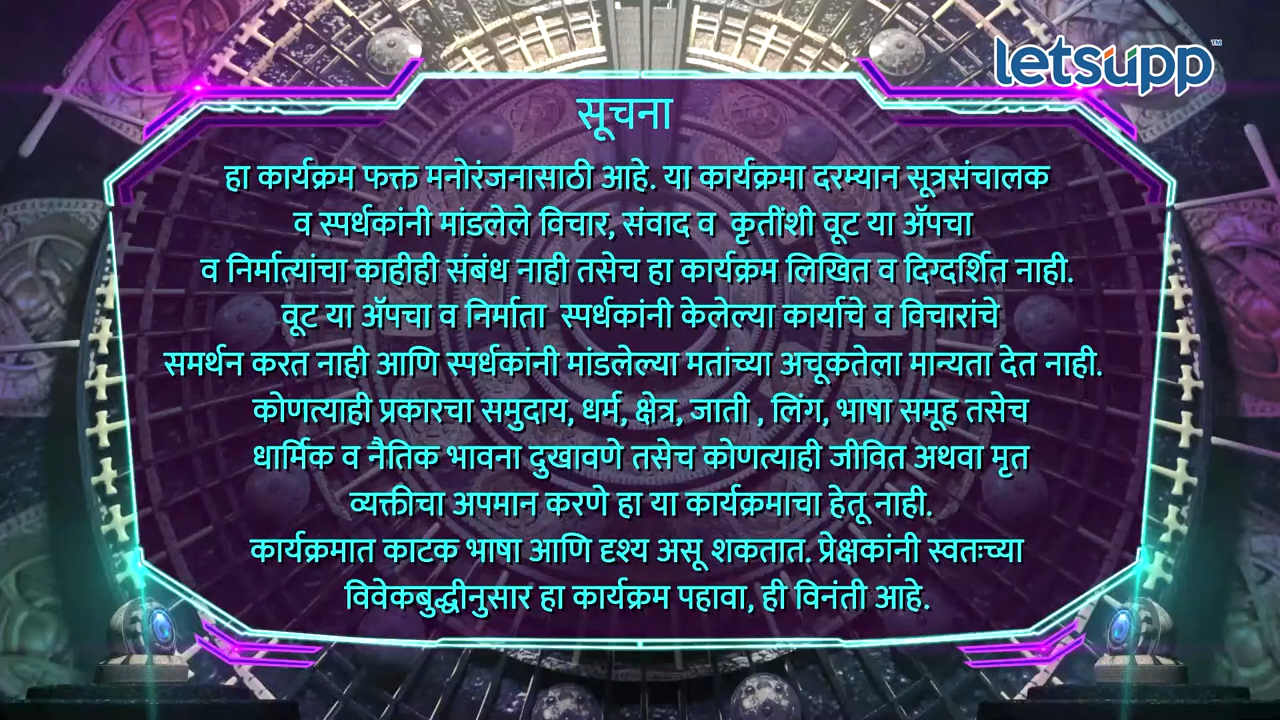 letsupp™
सूचना
हा कार्यक्रम फक्त मनोरंजनासाठी आहे. या कार्यक्रमा दरम्यान सूत्रसंचालक
व स्पर्धकांनी मांडलेले विचार, संवाद व कृतींशी वूट या ॲपचा
व निर्मात्यांचा काहीही संबंध नाही तसेच हा कार्यक्रम लिखित व दिग्दर्शित नाही.
वूट या ॲपचा व निर्माता स्पर्धकांनी केलेल्या कार्याचे व विचारांचे
समर्थन करत नाही आणि स्पर्धकांनी मांडलेल्या मतांच्या अचूकतेला मान्यता देत नाही.
कोणत्याही प्रकारचा समुदाय, धर्म, क्षेत्र, जाती , लिंग, भाषा समूह तसेच
धार्मिक व नैतिक भावना दुखावणे तसेच कोणत्याही जीवित अथवा मृत
व्यक्तीचा अपमान करणे हा या कार्यक्रमाचा हेतू नाही.
कार्यक्रमात काटक भाषा आणि दृश्य असू शकतात. प्रेक्षकांनी स्वतःच्या
विवेकबुद्धीनुसार हा कार्यक्रम पहावा, ही विनंती आहे.